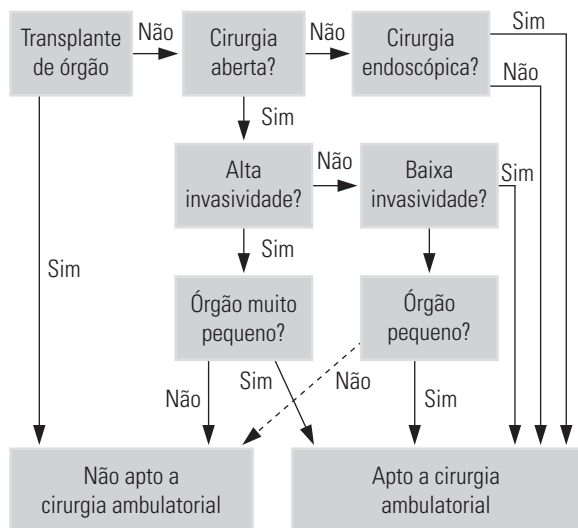 Transplante
de órgão
Não
Cirurgia
aberta?
Não
Cirurgia
endoscópica?
Sim
Não
Sim
Alta
invasividade?
Não
Baixa
invasividade?
Sim
Sim
Sim
Órgão muito
pequeno?
Órgão
pequeno?
Não
Sim
Não
Sim
Não apto a
cirurgia ambulatorial
Apto a cirurgia
ambulatorial